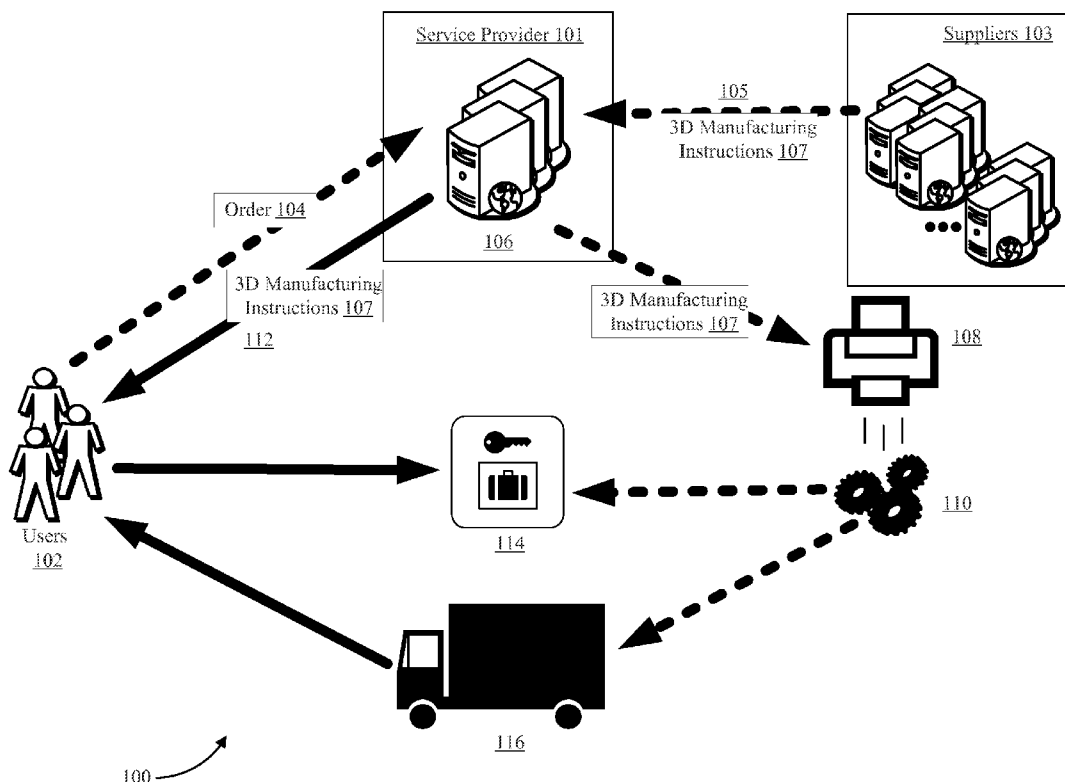 Service Provider 101
Suppliers 103
105
3D Manufacturing
Instructions 107
Order 104
106
3D Manufacturing
Instructions 107
112
3D Manufacturing
Instructions 107
108
Users
102
114
110
116
100